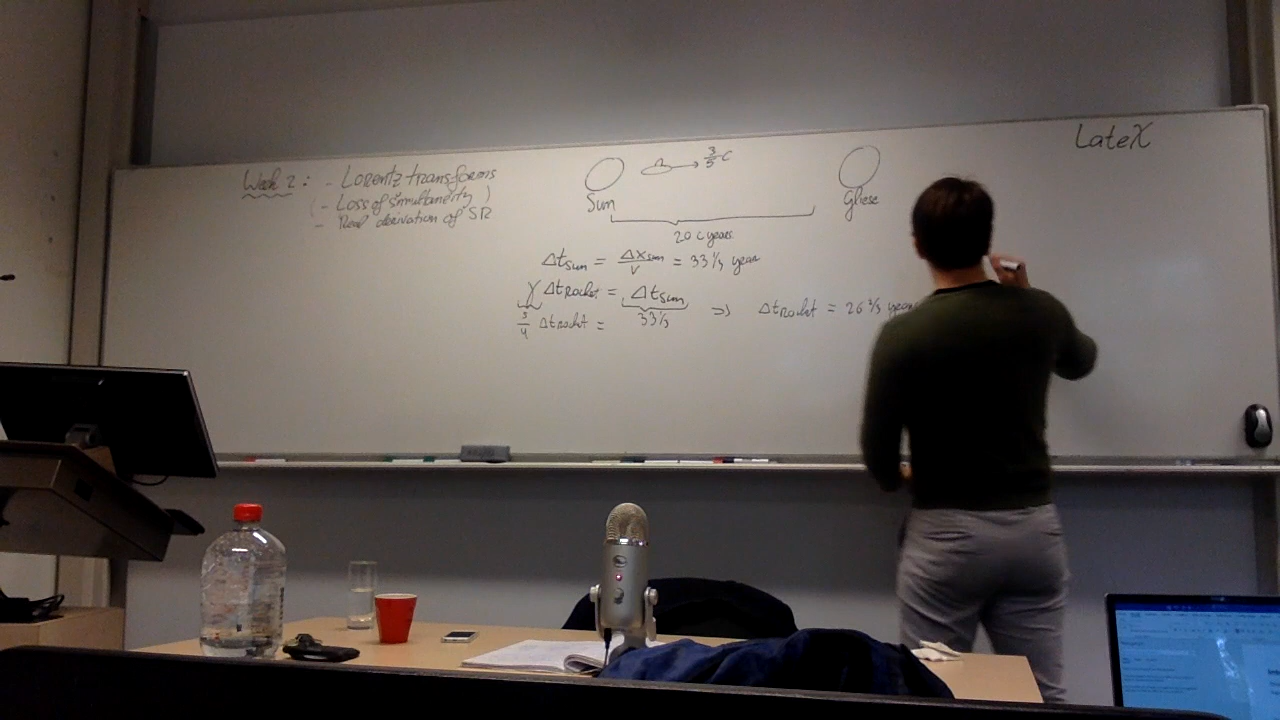 Week 2 : - Lorentz transforms
( - Loss of simultaneity )
- Real derivation of SR
3/5 c
Sun
Gliese
20 c years
Δt_sun = Δx_sun / v = 33 1/3 year
γ Δt_rocket = Δt_sun ⇒ Δt_rocket = 26 2/3 years
5/4 Δt_rocket = 33 1/3
LateX